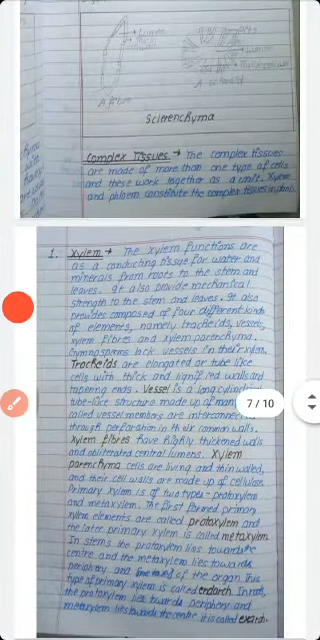 Lumen
A fibre
Lumen
A sclereid
Sclerenchyma
Complex Tissues → The complex tissues
are made of more than one type of cells
and these work together as a unit. Xylem
and phloem constitute the complex tissues in plants
1. Xylem → The xylem functions are
as a conducting tissue for water and
minerals from roots to the stem and
leaves. It also provide mechanical
strength to the stem and leaves. It also
provides composed of four different kinds
of elements, namely tracheids, vessels,
xylem fibres and xylem parenchyma.
Gymnosperms lack vessels in their xylem.
Tracheids are elongated or tube like
cells with thick and lignified walls and
tapering ends. Vessel is a long cylind
tube-like structure made up of man
called vessel members are interconnec
through perforation in their common walls.
Xylem fibres have highly thickened walls
and obliterated central lumens. Xylem
parenchyma cells are living and thin walled,
and their cell walls are made up of cellulose
Primary xylem is of two types - protoxylem
and metaxylem. The first formed primary
xylem elements are called protoxylem and
the later primary xylem is called metaxylem
In stems the protoxylem lies towards the
centre and the metaxylem lies towards
periphery and of the organ. This
type of primary xylem is called endarch. In roots,
the protoxylem lies towards periphery and
metaxylem lies towards the centre it is called exarch.
7 / 10